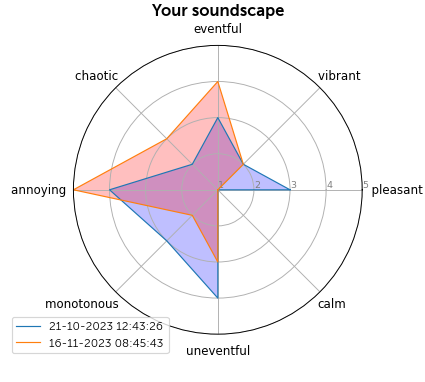 Your soundscape
eventful
chaotic
vibrant
annoying
1
2
3
4
5
pleasant
monotonous
calm
uneventful
21-10-2023 12:43:26
16-11-2023 08:45:43